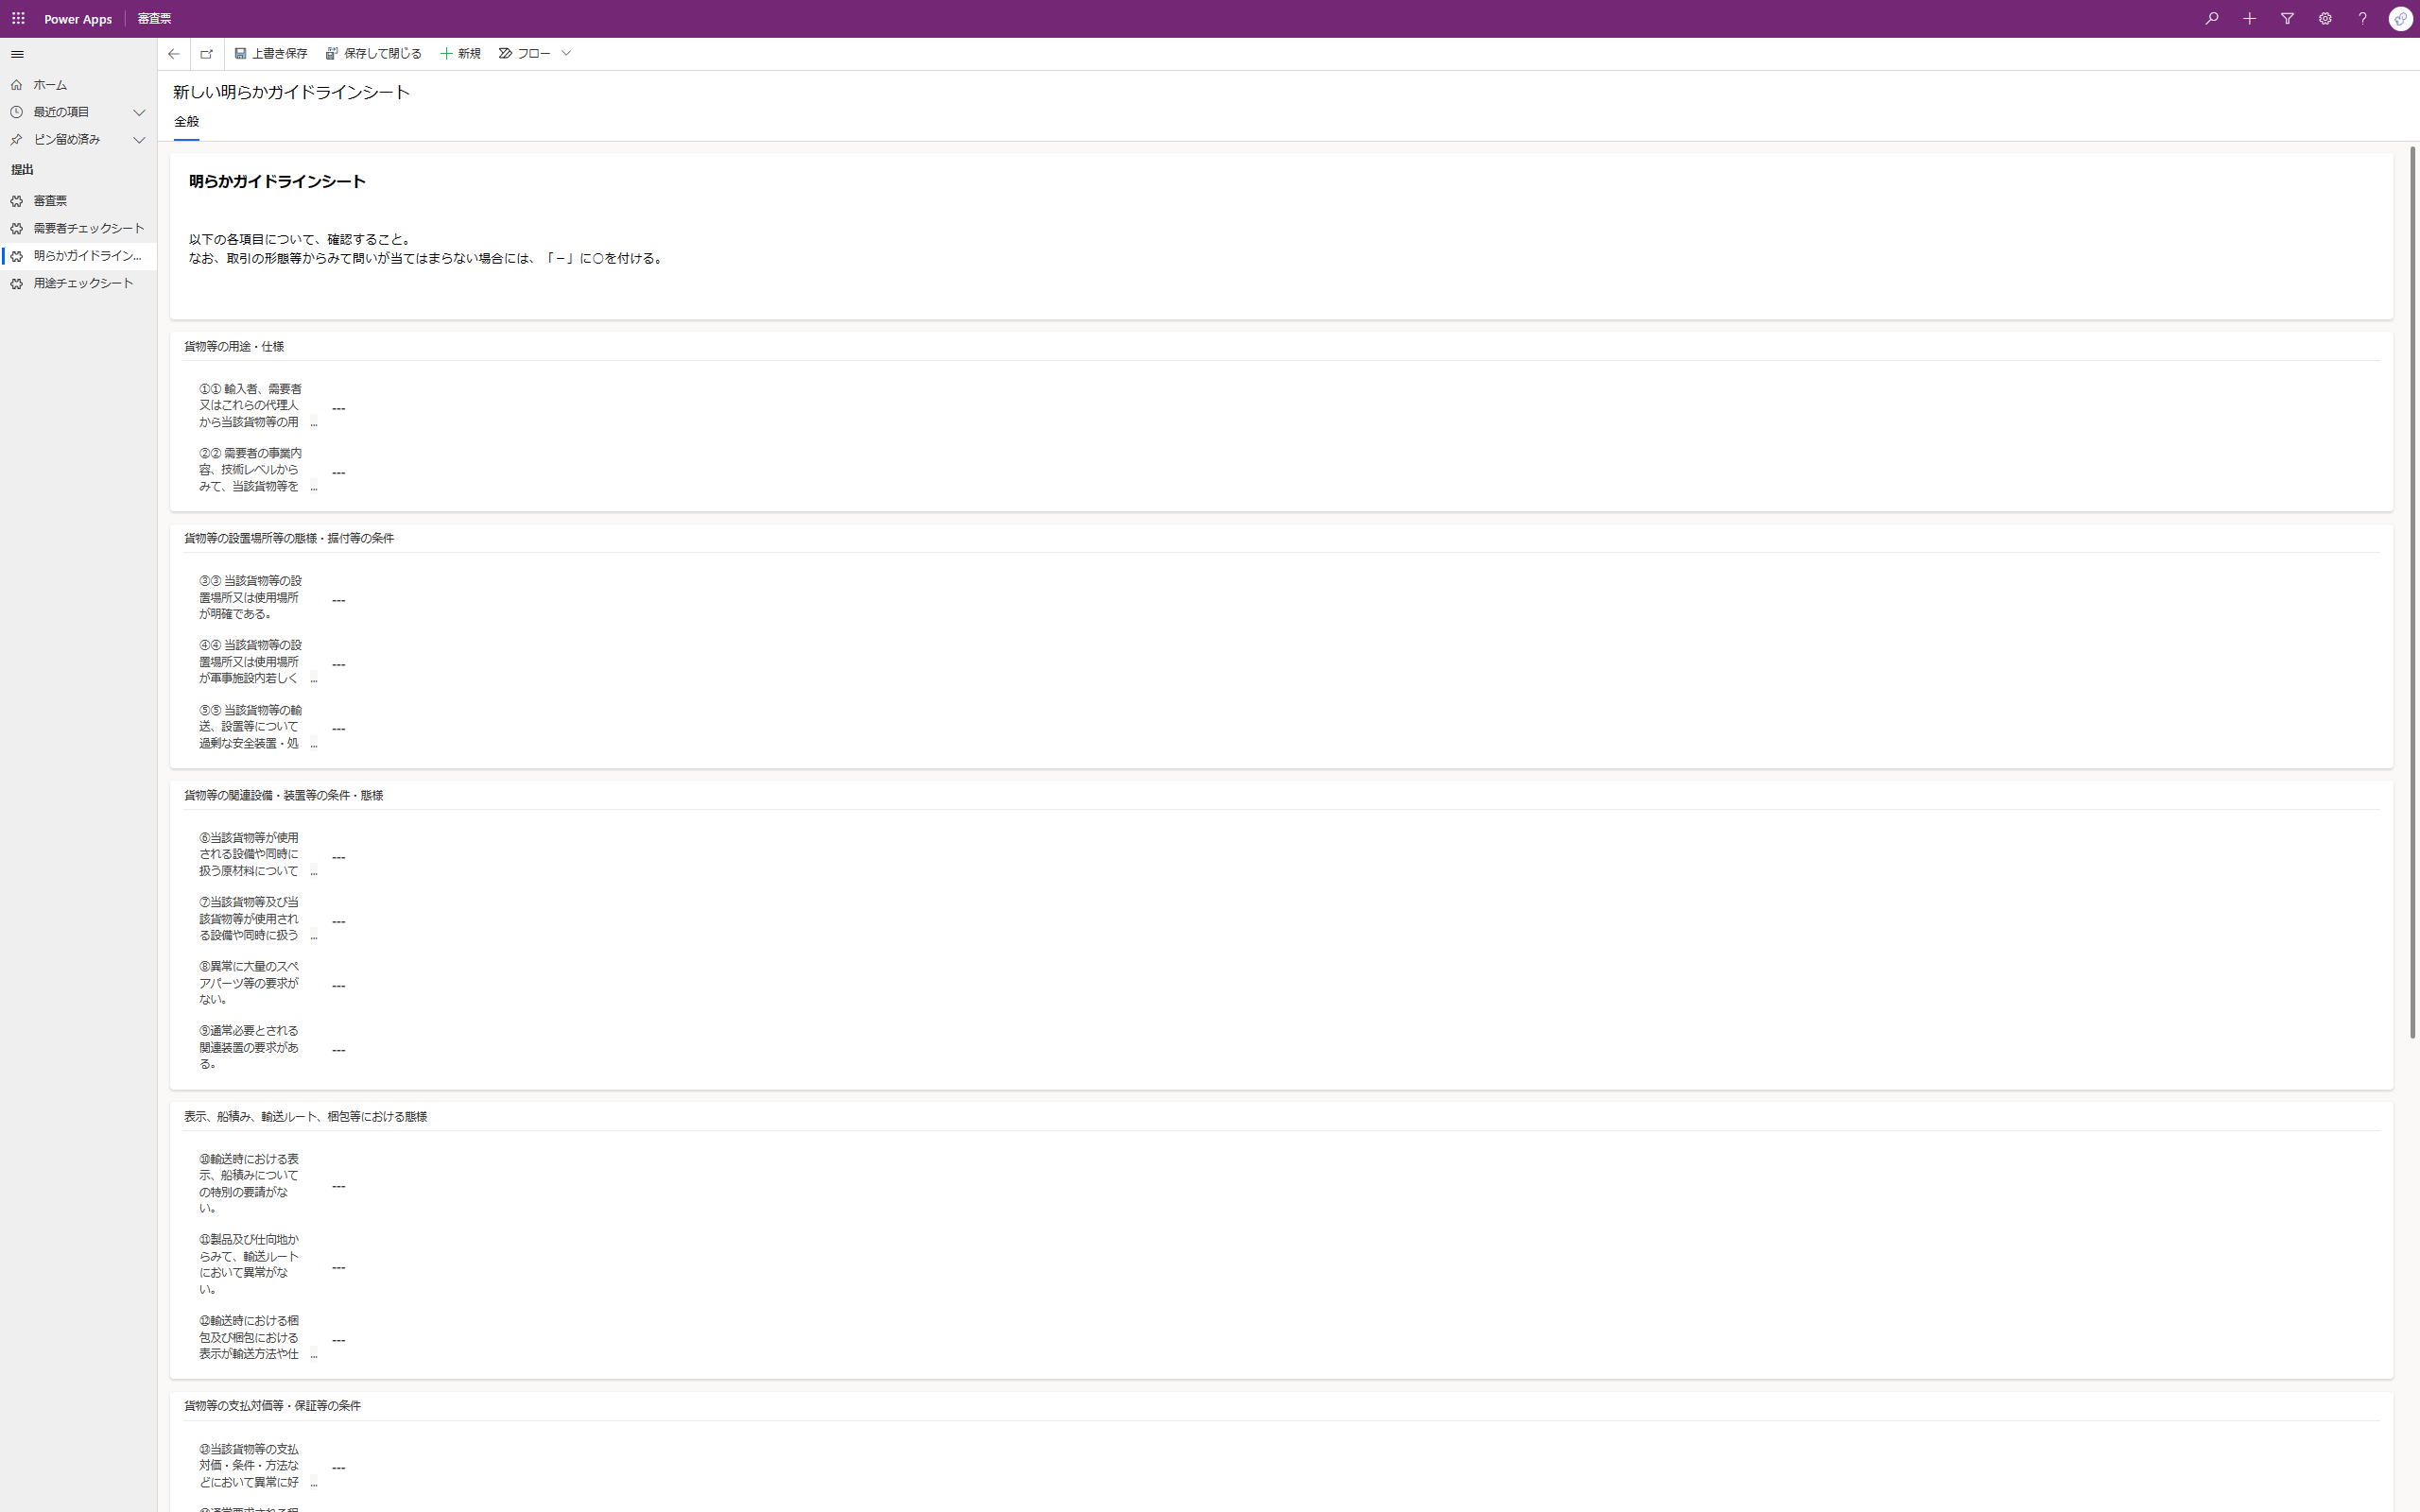 Power Apps
審査票
上書き保存
保存して閉じる
新規
フロー
ホーム
最近の項目
ピン留め済み
提出
審査票
需要者チェックシート
明らかガイドライン...
用途チェックシート
新しい明らかガイドラインシート
全般
明らかガイドラインシート
以下の各項目について、確認すること。
なお、取引の形態等からみて問いが当てはまらない場合には、「－」に○を付ける。
貨物等の用途・仕様
①① 輸入者、需要者
又はこれらの代理人
から当該貨物等の用 ...
---
②② 需要者の事業内
容、技術レベルから
みて、当該貨物等を ...
---
貨物等の設置場所等の態様・据付等の条件
③③ 当該貨物等の設
置場所又は使用場所
が明確である。
---
④④ 当該貨物等の設
置場所又は使用場所
が軍事施設内若しく ...
---
⑤⑤ 当該貨物等の輸
送、設置等について
過剰な安全装置・処 ...
---
貨物等の関連設備・装置等の条件・態様
⑥当該貨物等が使用
される設備や同時に
扱う原材料について ...
---
⑦当該貨物等及び当
該貨物等が使用され
る設備や同時に扱う ...
---
⑧異常に大量のスペ
アパーツ等の要求が
ない。
---
⑨通常必要とされる
関連装置の要求があ
る。
---
表示、船積み、輸送ルート、梱包等における態様
⑩輸送時における表
示、船積みについて
の特別の要請がな
い。
---
⑪製品及び仕向地か
らみて、輸送ルート
において異常がな
い。
---
⑫輸送時における梱
包及び梱包における
表示が輸送方法や仕 ...
---
貨物等の支払対価等・保証等の条件
⑬当該貨物等の支払
対価・条件・方法な
どにおいて異常に好 ...
---